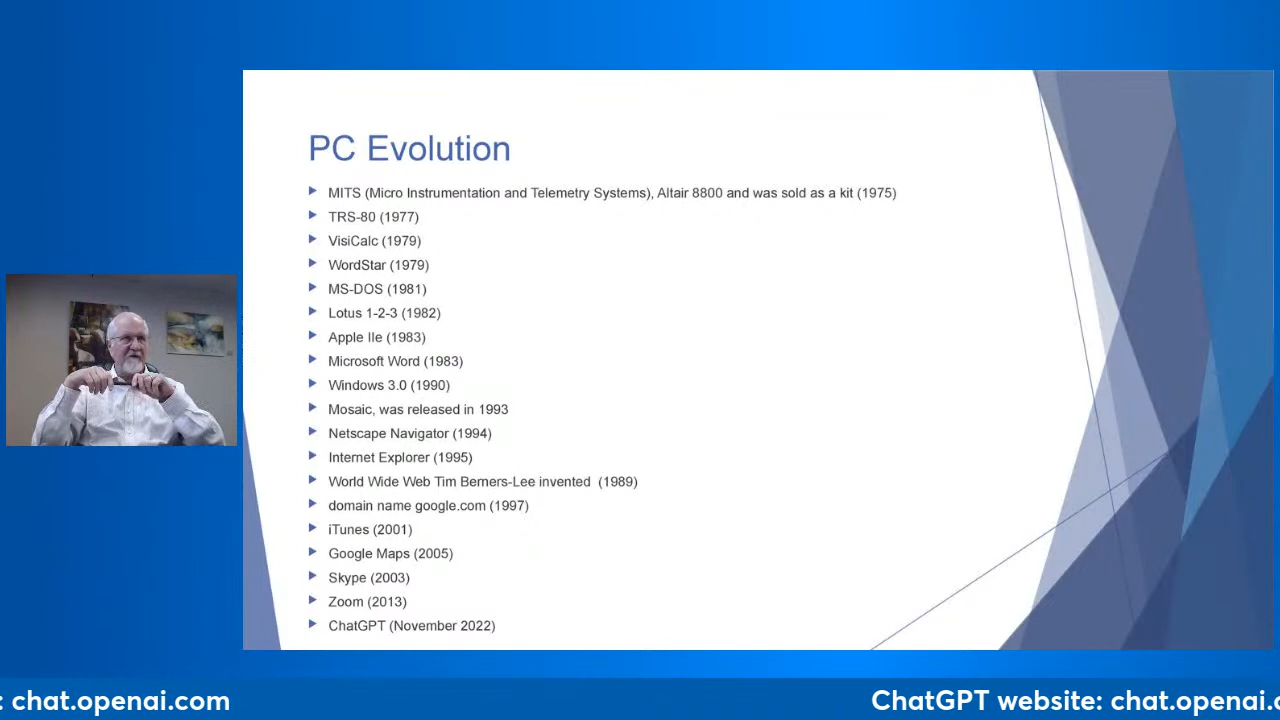 PC Evolution
MITS (Micro Instrumentation and Telemetry Systems), Altair 8800 and was sold as a kit (1975)
TRS-80 (1977)
VisiCalc (1979)
WordStar (1979)
MS-DOS (1981)
Lotus 1-2-3 (1982)
Apple IIe (1983)
Microsoft Word (1983)
Windows 3.0 (1990)
Mosaic, was released in 1993
Netscape Navigator (1994)
Internet Explorer (1995)
World Wide Web Tim Berners-Lee invented  (1989)
domain name google.com (1997)
iTunes (2001)
Google Maps (2005)
Skype (2003)
Zoom (2013)
ChatGPT (November 2022)
: chat.openai.com
ChatGPT website: chat.openai.c